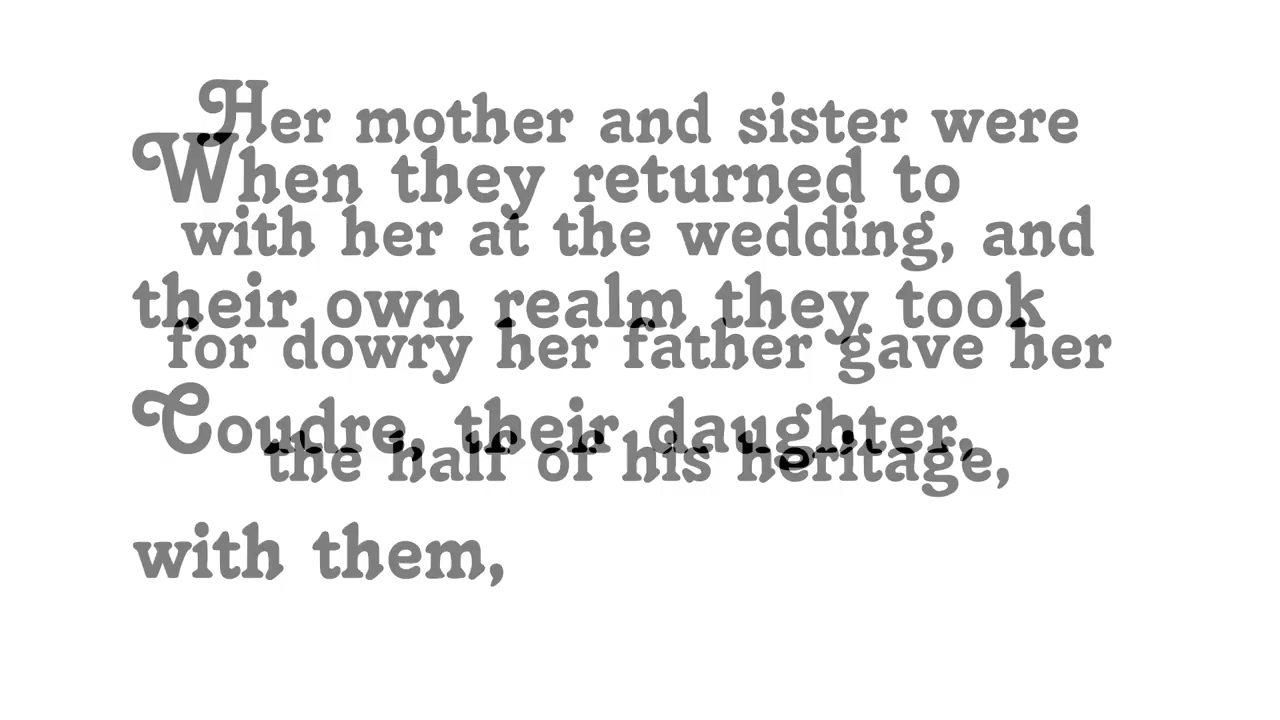 Her mother and sister were
with her at the wedding, and
for dowry her father gave her
the half of his heritage,
When they returned to
their own realm they took
Coudre, their daughter,
with them,